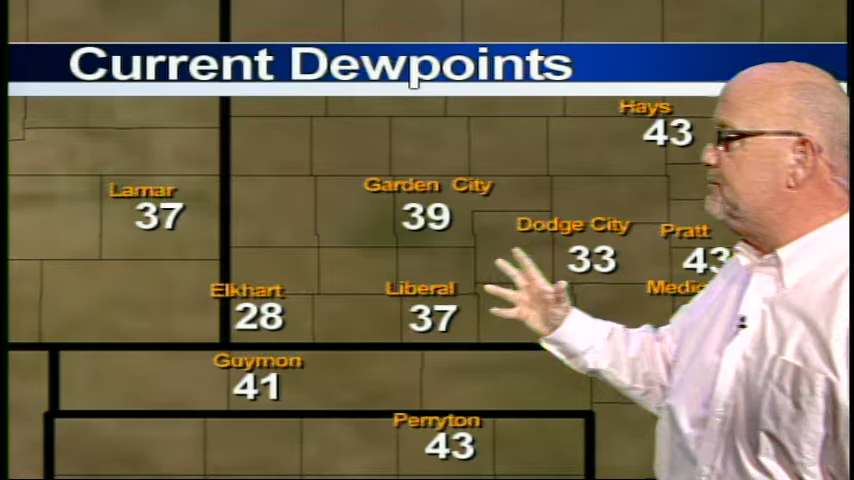 Current Dewpoints
Hays
43
Lamar
37
Garden City
39
Dodge City
33
Pratt
43
Elkhart
28
Liberal
37
Guymon
41
Perryton
43